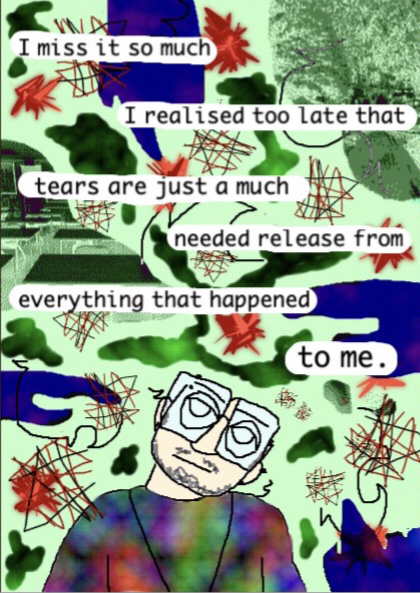 I miss it so much
I realised too late that
tears are just a much
needed release from
everything that happened
to me.